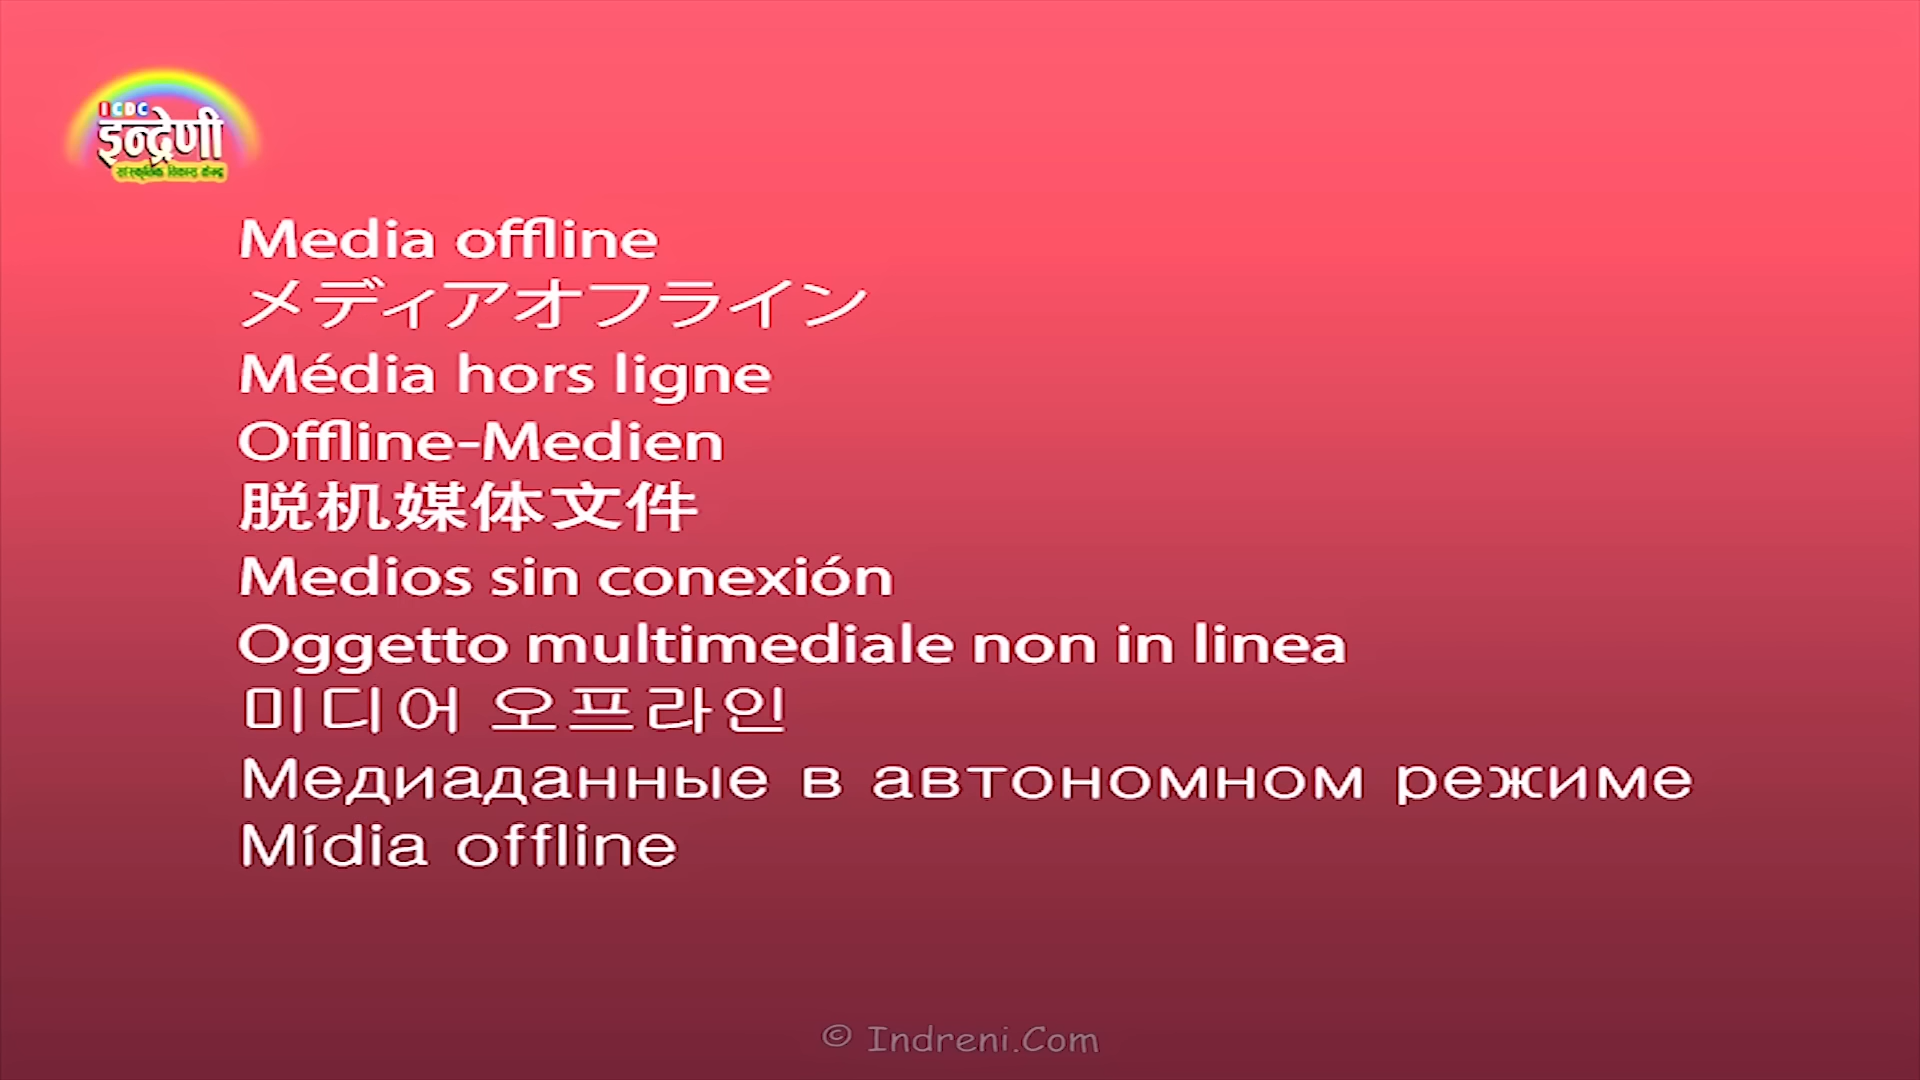 ICDC
इन्द्रेणी
सांस्कृतिक विकास केन्द्र
Media offline
メディアオフライン
Média hors ligne
Offline-Medien
脱机媒体文件
Medios sin conexión
Oggetto multimediale non in linea
미디어 오프라인
Медиаданные в автономном режиме
Mídia offline
© Indreni.Com